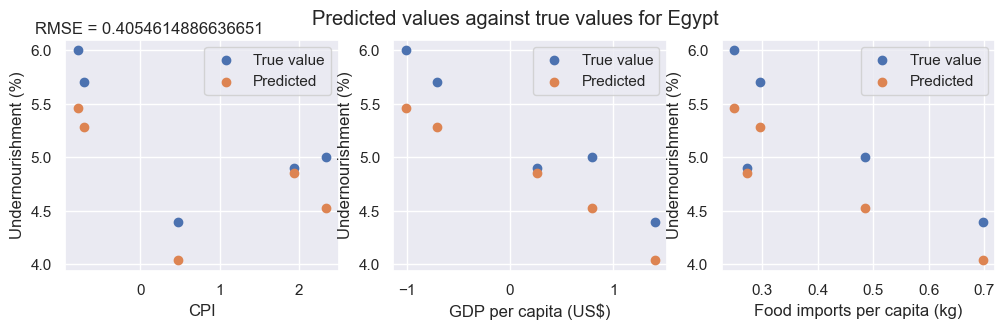 Predicted values against true values for Egypt
RMSE = 0.4054614886636651
Undernourishment (%)
6.0
5.5
5.0
4.5
4.0
True value
Predicted
0
1
2
CPI
Undernourishment (%)
6.0
5.5
5.0
4.5
4.0
True value
Predicted
−1
0
1
GDP per capita (US$)
Undernourishment (%)
6.0
5.5
5.0
4.5
4.0
True value
Predicted
0.3
0.4
0.5
0.6
0.7
Food imports per capita (kg)